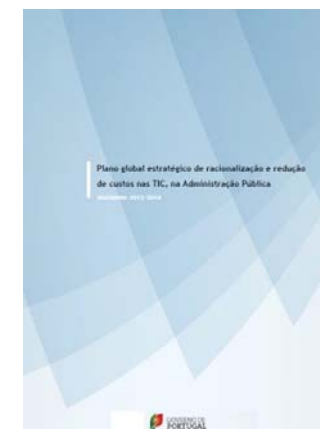 Plano global estratégico de racionalização e redução
de custos nas TIC, na Administração Pública
GOVERNO DE
PORTUGAL